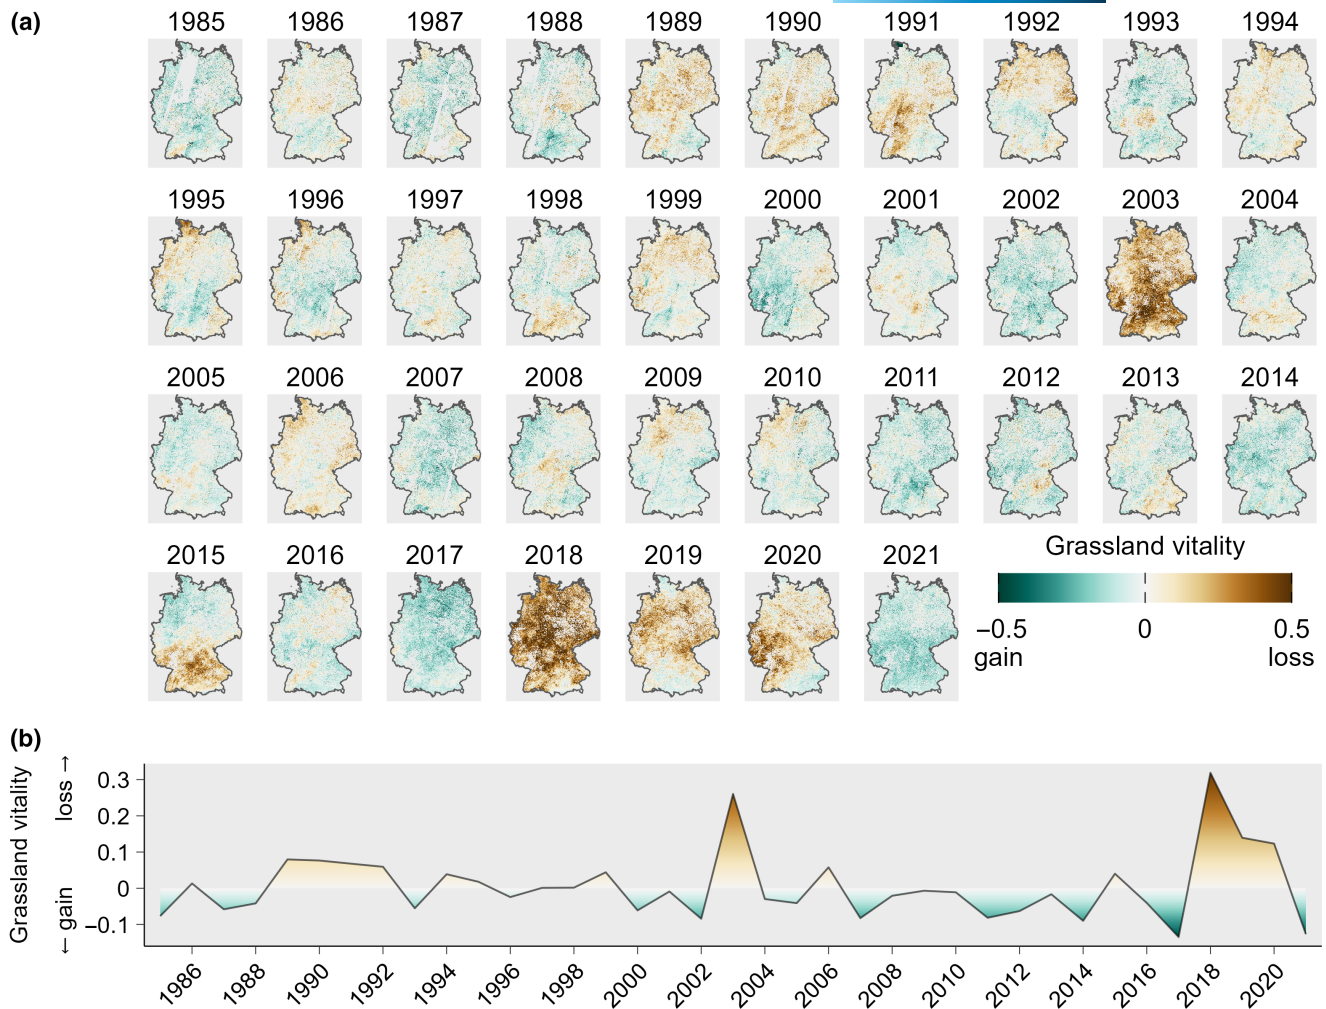 (a)
1985 1986 1987 1988 1989 1990 1991 1992 1993 1994
1995 1996 1997 1998 1999 2000 2001 2002 2003 2004
2005 2006 2007 2008 2009 2010 2011 2012 2013 2014
2015 2016 2017 2018 2019 2020 2021
Grassland vitality
−0.5 0 0.5
gain loss
(b)
Grassland vitality
← gain loss →
0.3
0.2
0.1
0
−0.1
1986 1988 1990 1992 1994 1996 1998 2000 2002 2004 2006 2008 2010 2012 2014 2016 2018 2020